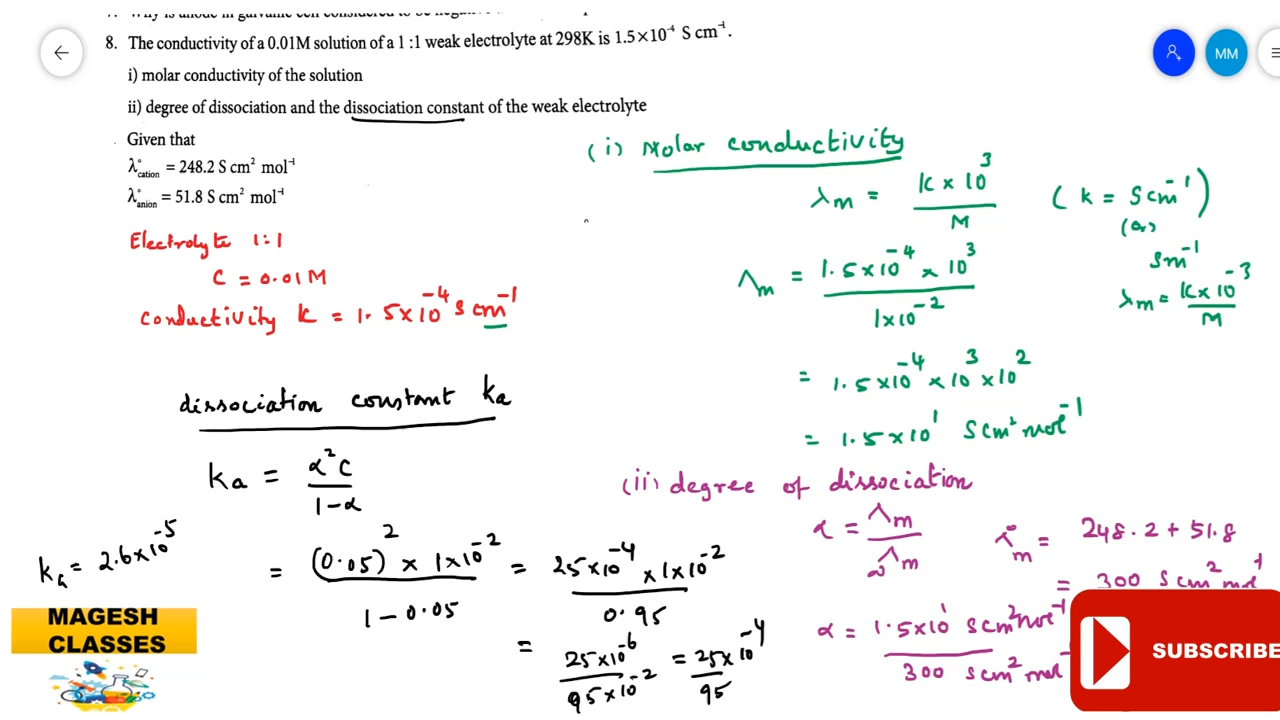 8. The conductivity of a 0.01M solution of a 1 :1 weak electrolyte at 298K is 1.5×10⁻⁴ S cm⁻¹.
i) molar conductivity of the solution
ii) degree of dissociation and the dissociation constant of the weak electrolyte
Given that
λ°cation = 248.2 S cm² mol⁻¹
λ°anion = 51.8 S cm² mol⁻¹
Electrolyte 1:1
C = 0.01M
Conductivity K = 1.5×10⁻⁴ S cm⁻¹
MM
(i) Molar conductivity
λm = K×10³ / M
(K = S cm⁻¹)
(or)
Sm⁻¹
λm = K×10⁻³ / M
Λm = 1.5×10⁻⁴ × 10³ / 1×10⁻²
= 1.5×10⁻⁴ × 10³ × 10²
= 1.5×10¹ S cm² mol⁻¹
(ii) degree of dissociation
α = Λm / Λ°m
λ°m = 248.2 + 51.8
= 300 S cm² mol⁻¹
α = 1.5×10¹ S cm² mol⁻¹ / 300 S cm² mol⁻¹
dissociation constant Ka
Ka = α²C / 1-α
= (0.05)² × 1×10⁻² / 1-0.05 = 25×10⁻⁴ × 1×10⁻² / 0.95
= 25×10⁻⁶ / 95×10⁻² = 25×10⁻⁴ / 95
Ka = 2.6×10⁻⁵
MAGESH
CLASSES
SUBSCRIBE